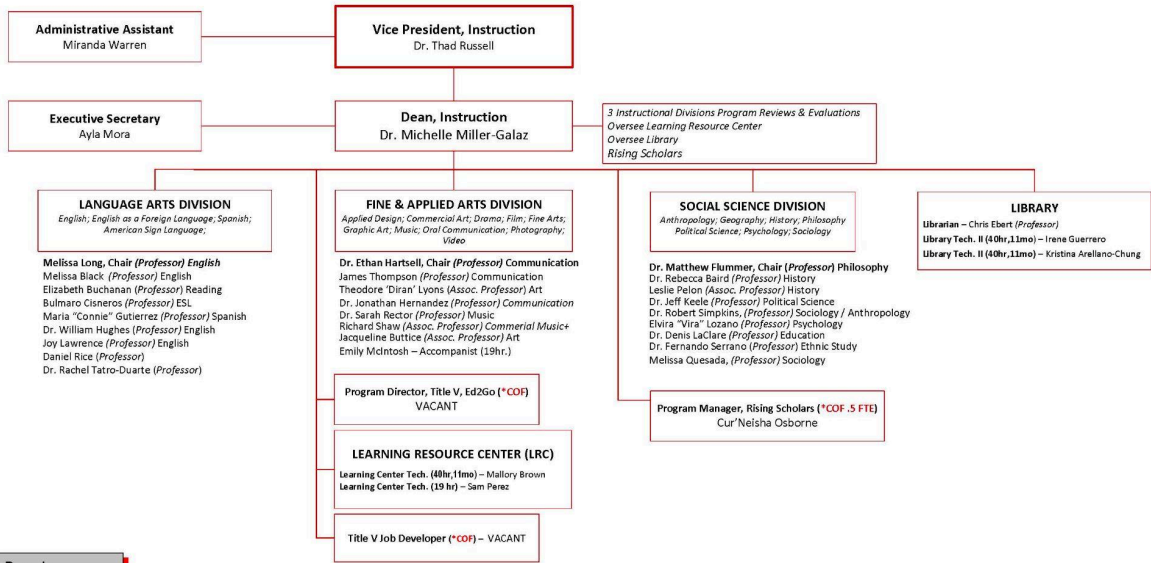 Administrative Assistant
Miranda Warren
Vice President, Instruction
Dr. Thad Russell
Executive Secretary
Ayla Mora
Dean, Instruction
Dr. Michelle Miller-Galaz
3 Instructional Divisions Program Reviews & Evaluations
Oversee Learning Resource Center
Oversee Library
Rising Scholars
LANGUAGE ARTS DIVISION
English; English as a Foreign Language; Spanish;
American Sign Language;
Melissa Long, Chair (Professor) English
Melissa Black (Professor) English
Elizabeth Buchanan (Professor) Reading
Bulmaro Cisneros (Professor) ESL
Maria "Connie" Gutierrez (Professor) Spanish
Dr. William Hughes (Professor) English
Joy Lawrence (Professor) English
Daniel Rice (Professor)
Dr. Rachel Tatro-Duarte (Professor)
FINE & APPLIED ARTS DIVISION
Applied Design; Commercial Art; Drama; Film; Fine Arts;
Graphic Art; Music; Oral Communication; Photography;
Video
Dr. Ethan Hartsell, Chair (Professor) Communication
James Thompson (Professor) Communication
Theodore 'Diran' Lyons (Assoc. Professor) Art
Dr. Jonathan Hernandez (Professor) Communication
Dr. Sarah Rector (Professor) Music
Richard Shaw (Assoc. Professor) Commerial Music+
Jacqueline Buttice (Assoc. Professor) Art
Emily McIntosh – Accompanist (19hr.)
Program Director, Title V, Ed2Go (*COF)
VACANT
LEARNING RESOURCE CENTER (LRC)
Learning Center Tech. (40hr,11mo) – Mallory Brown
Learning Center Tech. (19 hr) – Sam Perez
Title V Job Developer (*COF) – VACANT
SOCIAL SCIENCE DIVISION
Anthropology; Geography; History; Philosophy
Political Science; Psychology; Sociology
Dr. Matthew Flummer, Chair (Professor) Philosophy
Dr. Rebecca Baird (Professor) History
Leslie Pelon (Assoc. Professor) History
Dr. Jeff Keele (Professor) Political Science
Dr. Robert Simpkins, (Professor) Sociology / Anthropology
Elvira "Vira" Lozano (Professor) Psychology
Dr. Denis LaClare (Professor) Education
Dr. Fernando Serrano (Professor) Ethnic Study
Melissa Quesada, (Professor) Sociology
Program Manager, Rising Scholars (*COF .5 FTE)
Cur'Neisha Osborne
LIBRARY
Librarian – Chris Ebert (Professor)
Library Tech. II (40hr,11mo) – Irene Guerrero
Library Tech. II (40hr,11mo) – Kristina Arellano-Chung